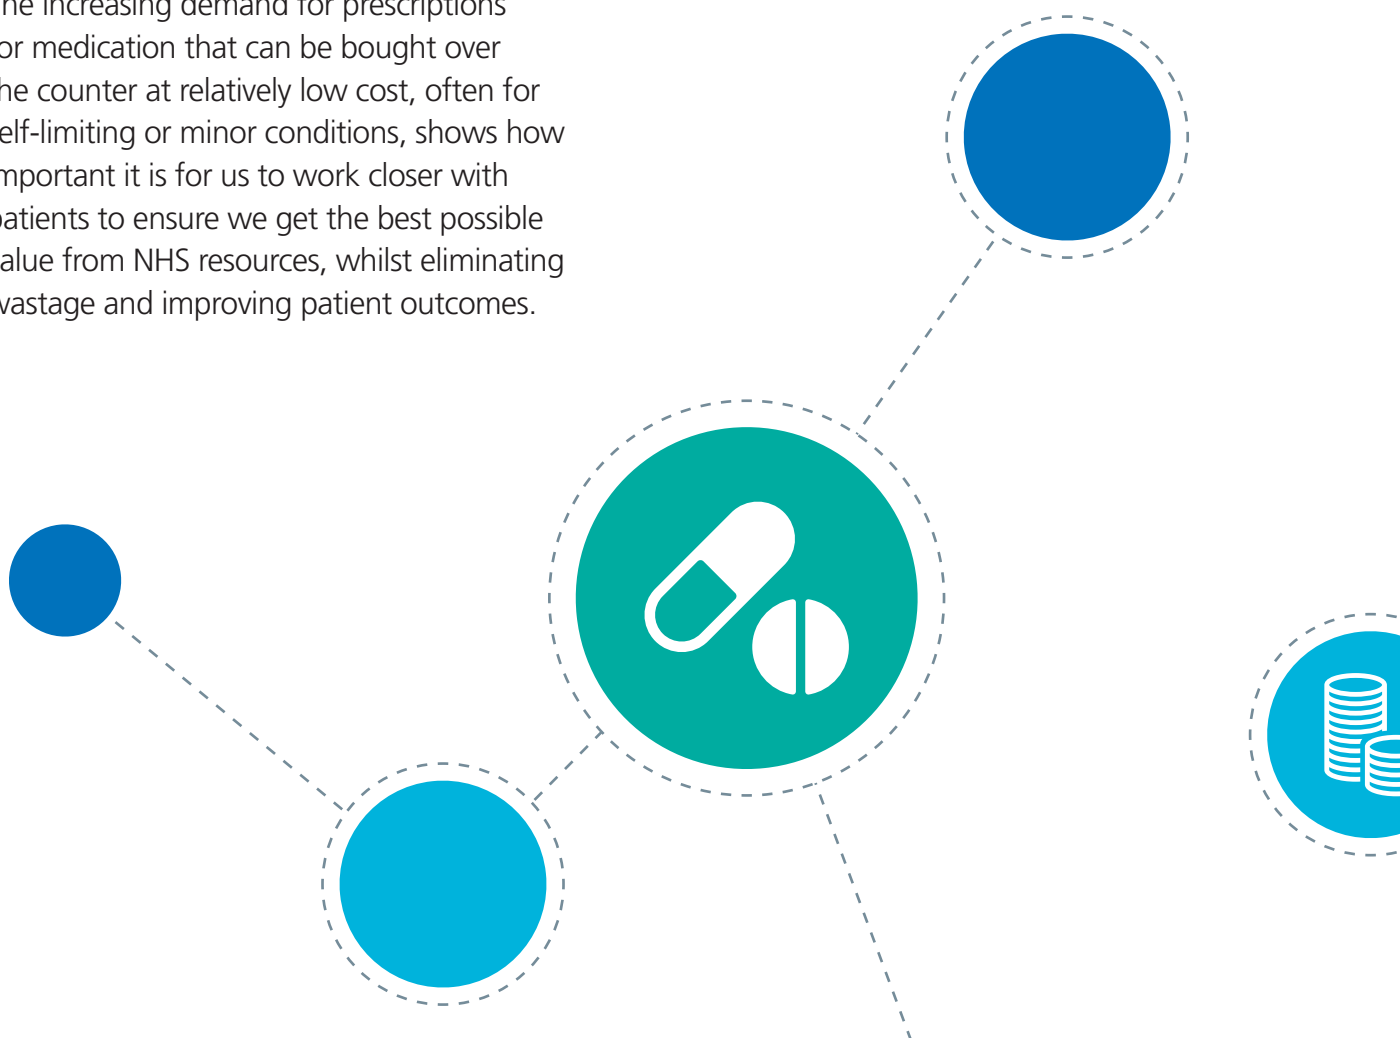 he increasing demand for prescriptions
or medication that can be bought over
he counter at relatively low cost, often for
elf-limiting or minor conditions, shows how
mportant it is for us to work closer with
patients to ensure we get the best possible
alue from NHS resources, whilst eliminating
wastage and improving patient outcomes.